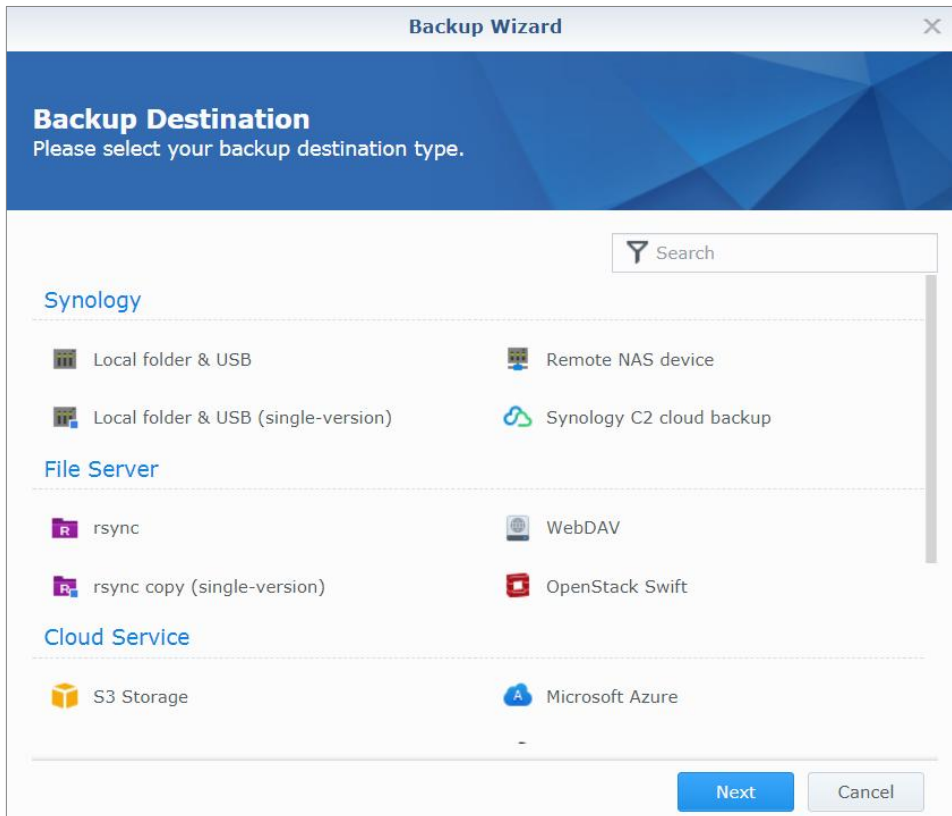 Backup Wizard
Backup Destination
Please select your backup destination type.
Search
Synology
Local folder & USB
Remote NAS device
Local folder & USB (single-version)
Synology C2 cloud backup
File Server
R rsync
WebDAV
R rsync copy (single-version)
OpenStack Swift
Cloud Service
S3 Storage
A Microsoft Azure
Next
Cancel